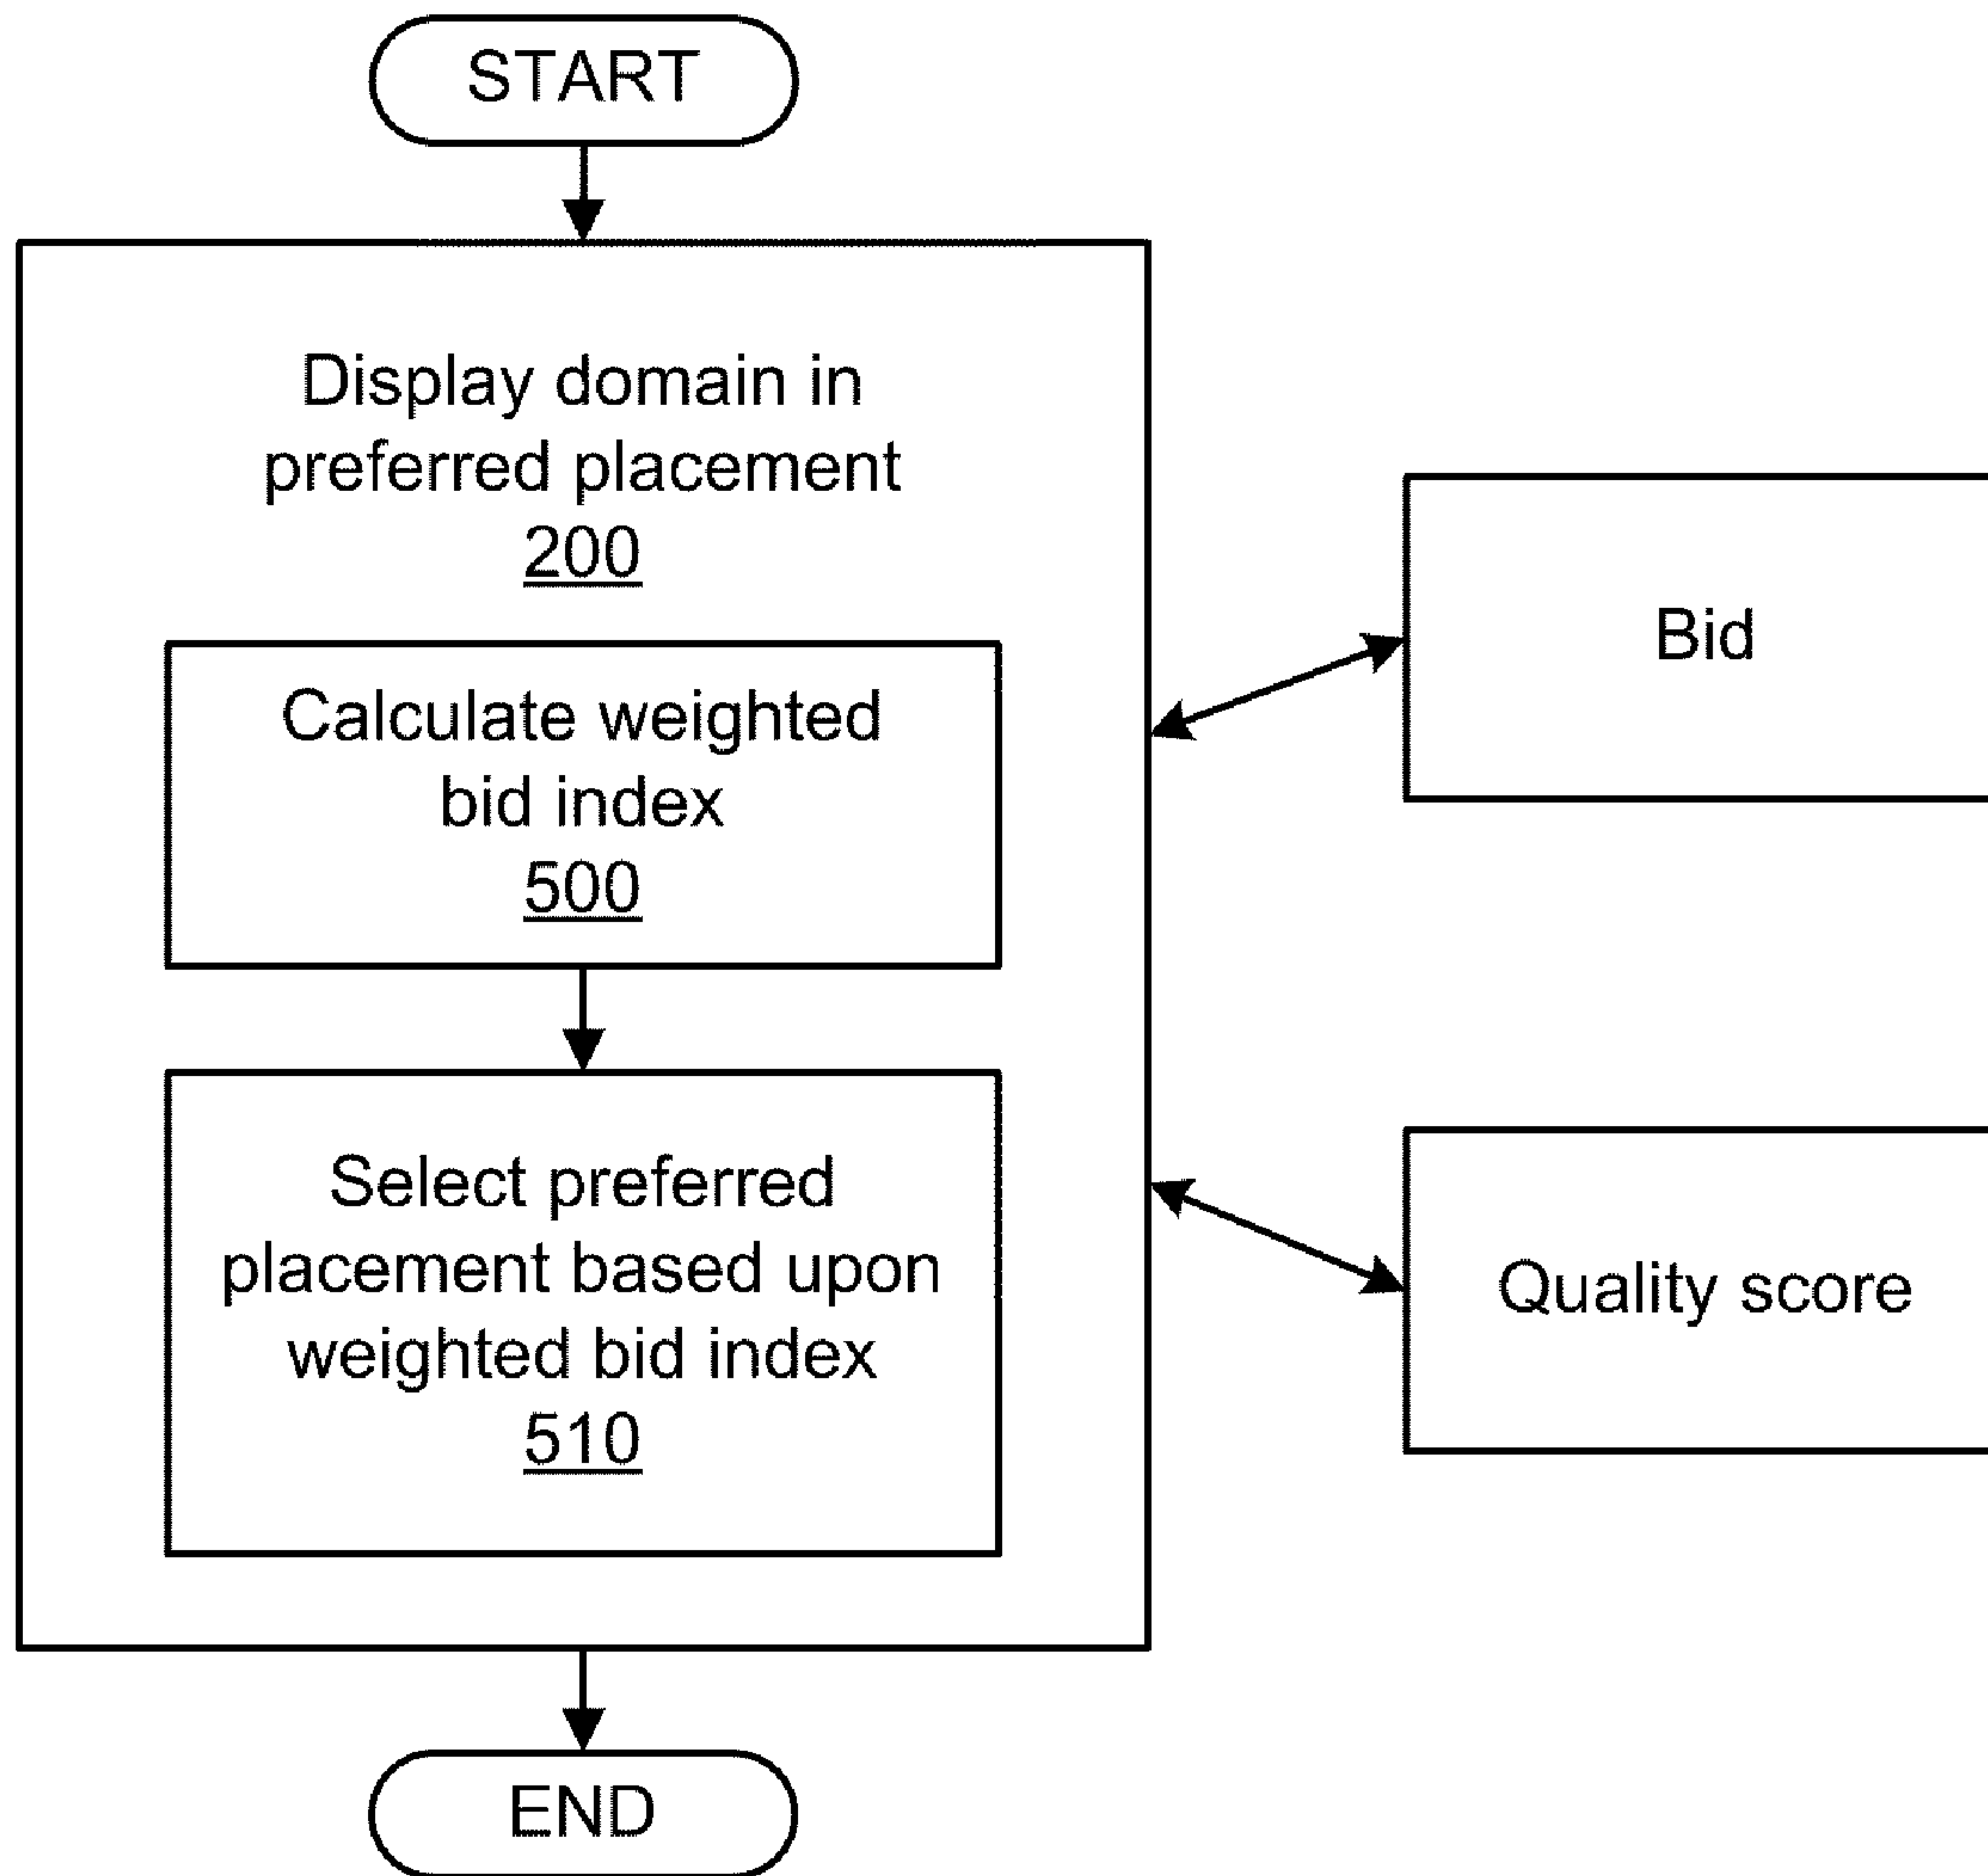 START
Display domain in
preferred placement
200
Calculate weighted
bid index
500
Select preferred
placement based upon
weighted bid index
510
Bid
Quality score
END